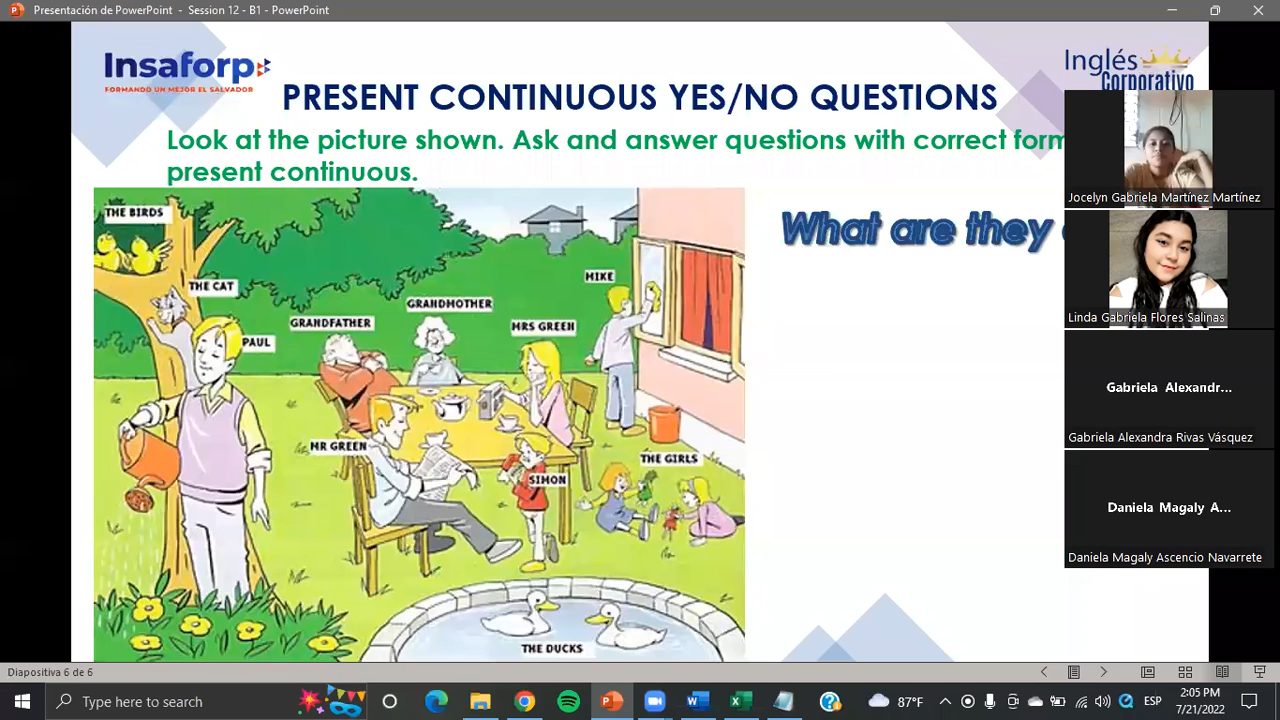 Presentación de PowerPoint - Session 12 - B1 - PowerPoint
Insaforp
FORMANDO UN MEJOR EL SALVADOR
Inglés
Corporativo
PRESENT CONTINUOUS YES/NO QUESTIONS
Look at the picture shown. Ask and answer questions with correct form
present continuous.
What are they
THE BIRDS
THE CAT
PAUL
GRANDFATHER
GRANDMOTHER
MRS GREEN
MIKE
MR GREEN
SIMON
THE GIRLS
THE DUCKS
Jocelyn Gabriela Martínez Martínez
Linda Gabriela Flores Salinas
Gabriela Alexandr...
Gabriela Alexandra Rivas Vásquez
Daniela Magaly A...
Daniela Magaly Ascencio Navarrete
Diapositiva 6 de 6
Type here to search
87°F
ESP
2:05 PM
7/21/2022